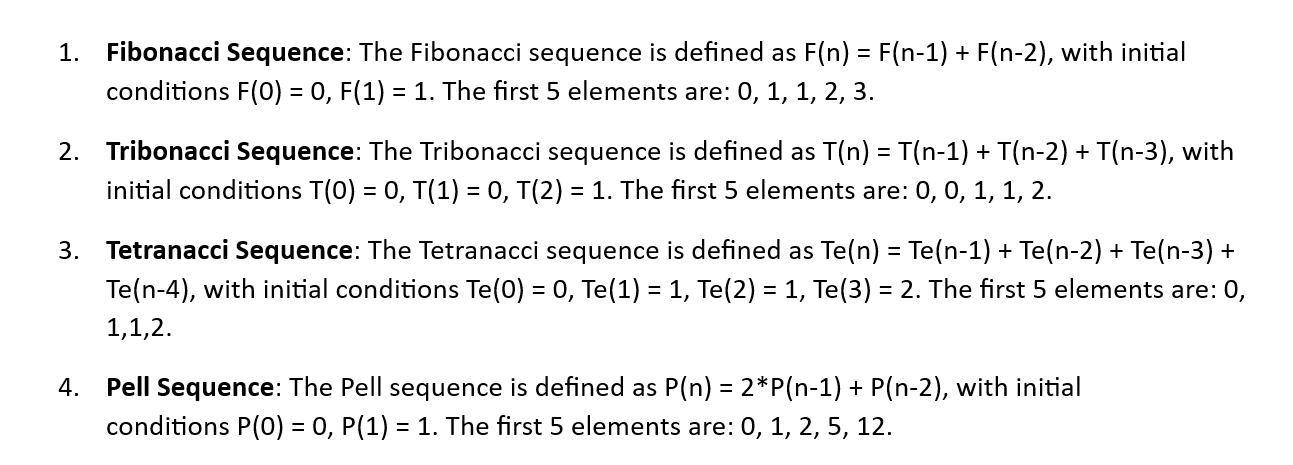 1. Fibonacci Sequence: The Fibonacci sequence is defined as F(n) = F(n-1) + F(n-2), with initial
conditions F(0) = 0, F(1) = 1. The first 5 elements are: 0, 1, 1, 2, 3.
2. Tribonacci Sequence: The Tribonacci sequence is defined as T(n) = T(n-1) + T(n-2) + T(n-3), with
initial conditions T(0) = 0, T(1) = 0, T(2) = 1. The first 5 elements are: 0, 0, 1, 1, 2.
3. Tetranacci Sequence: The Tetranacci sequence is defined as Te(n) = Te(n-1) + Te(n-2) + Te(n-3) +
Te(n-4), with initial conditions Te(0) = 0, Te(1) = 1, Te(2) = 1, Te(3) = 2. The first 5 elements are: 0,
1,1,2.
4. Pell Sequence: The Pell sequence is defined as P(n) = 2*P(n-1) + P(n-2), with initial
conditions P(0) = 0, P(1) = 1. The first 5 elements are: 0, 1, 2, 5, 12.